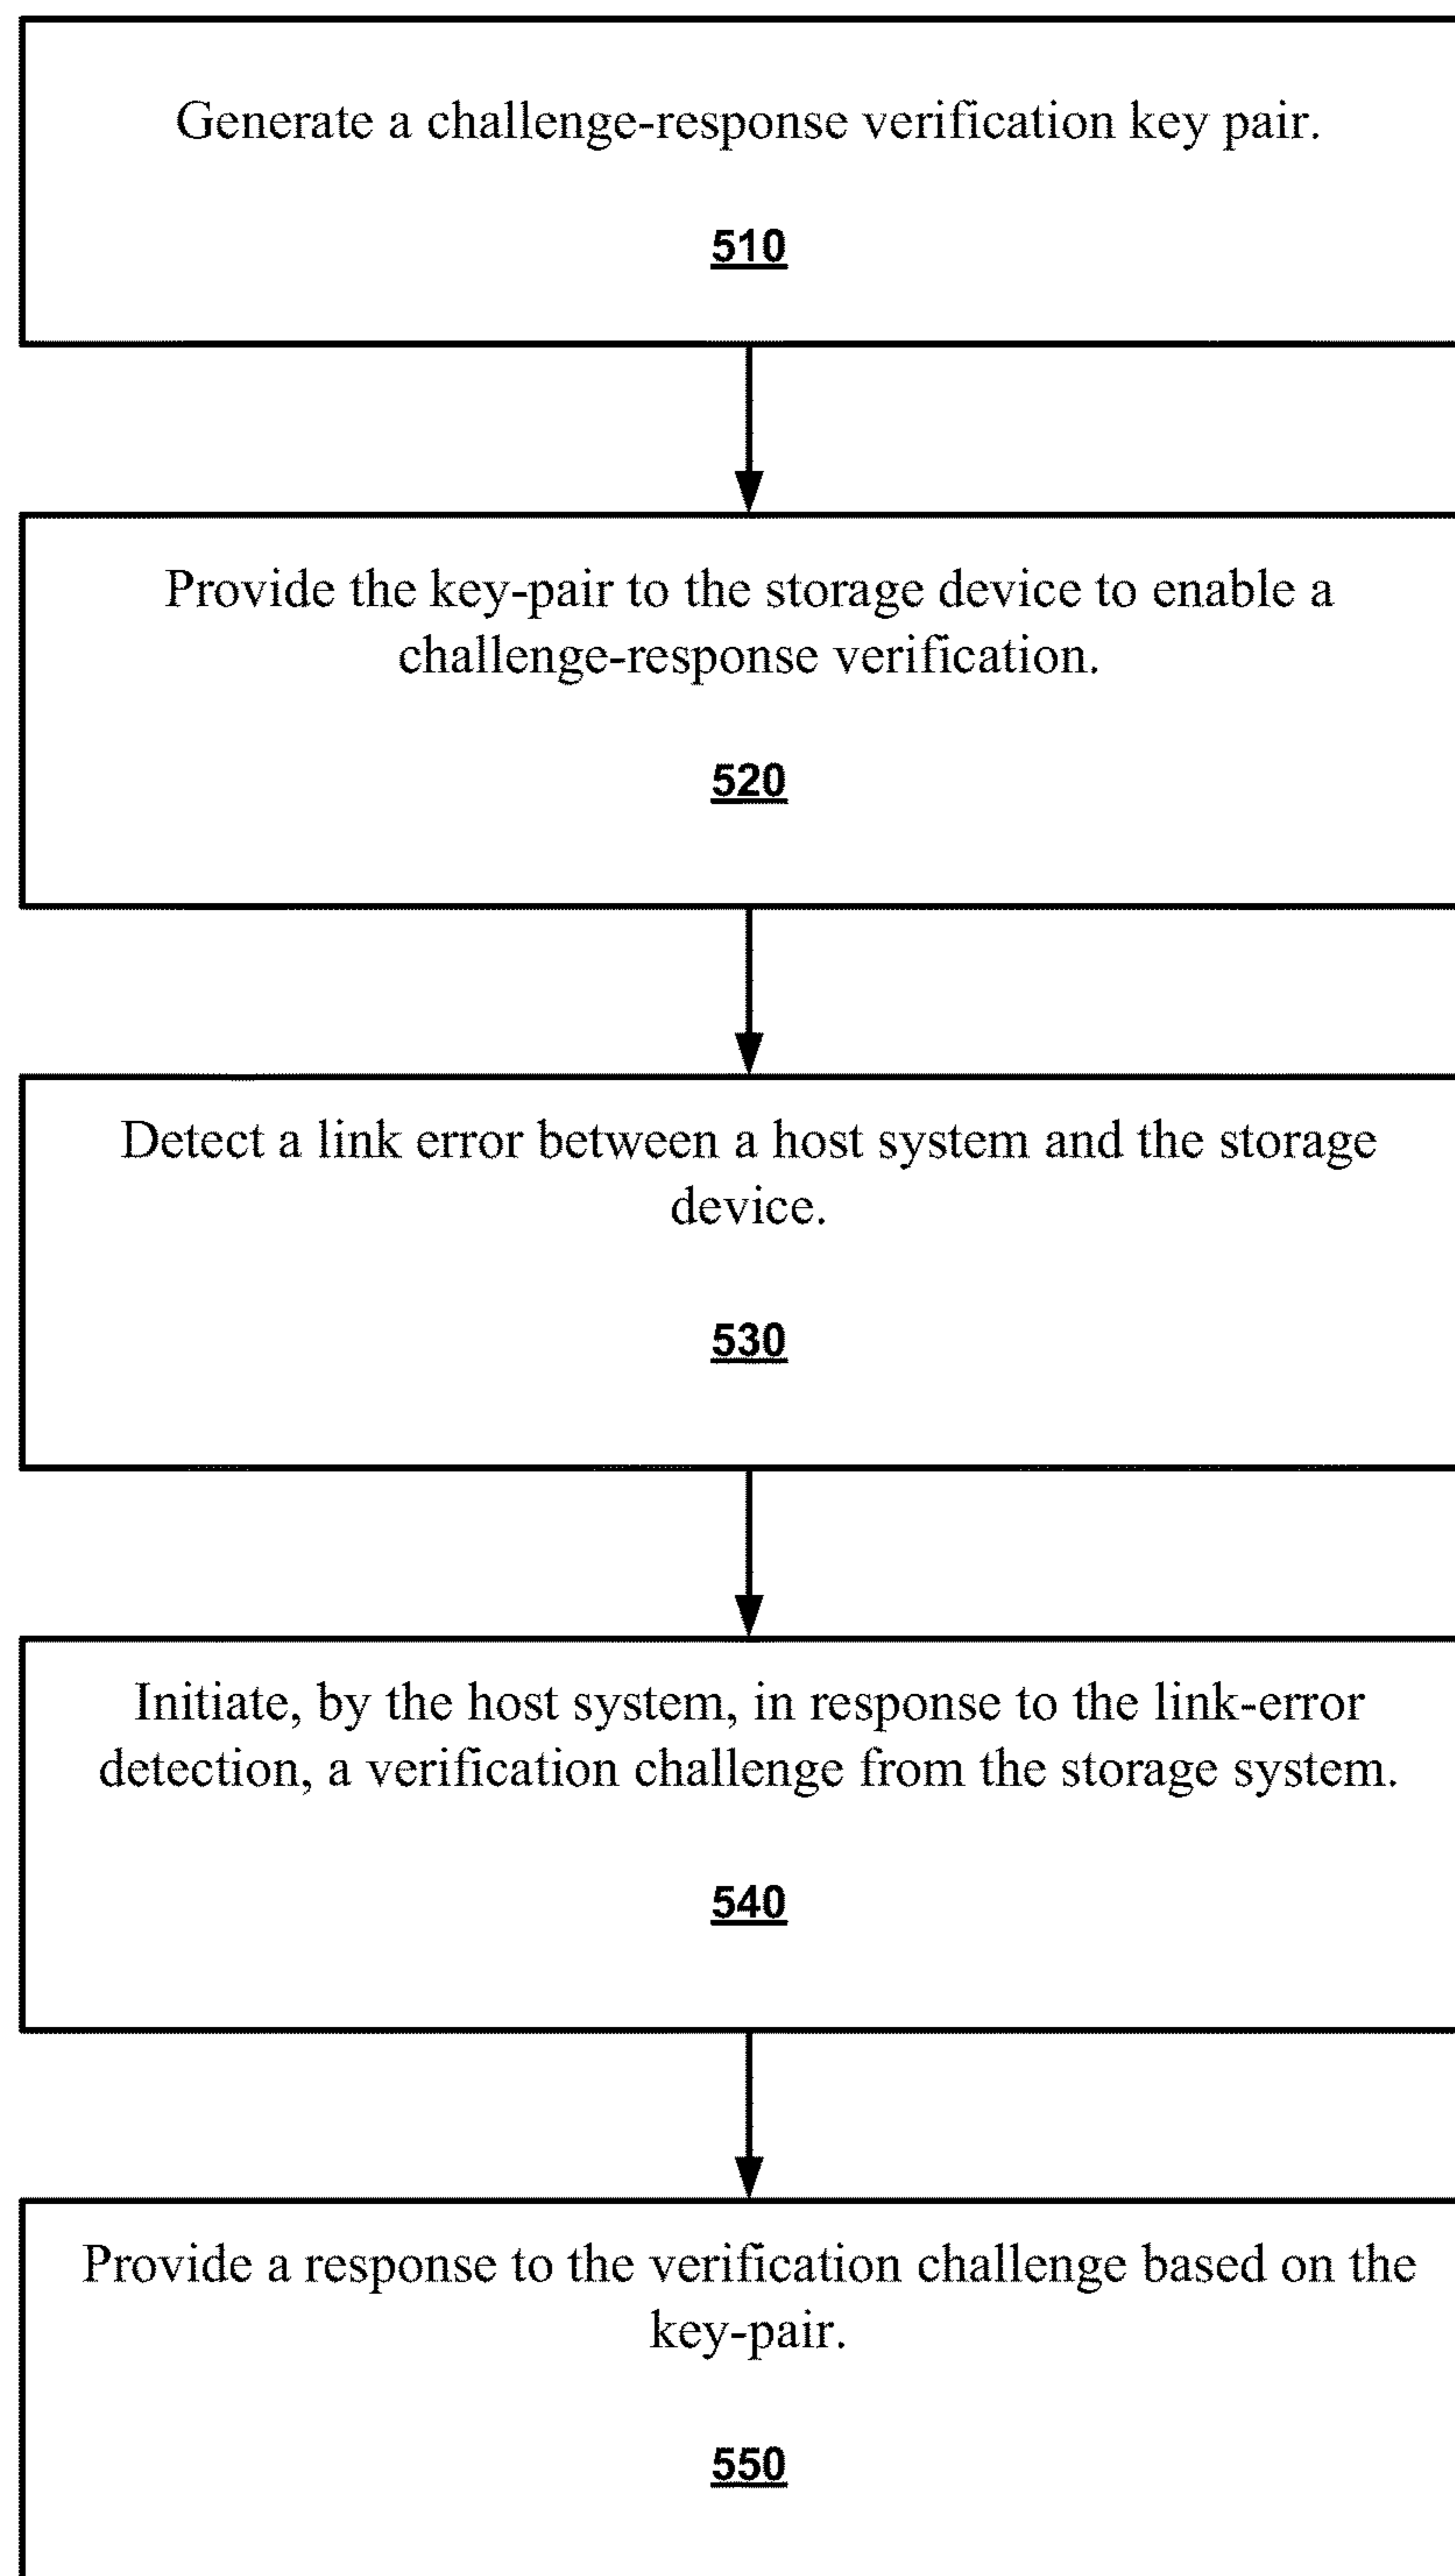 Generate a challenge-response verification key pair.
510
Provide the key-pair to the storage device to enable a
challenge-response verification.
520
Detect a link error between a host system and the storage
device.
530
Initiate, by the host system, in response to the link-error
detection, a verification challenge from the storage system.
540
Provide a response to the verification challenge based on the
key-pair.
550